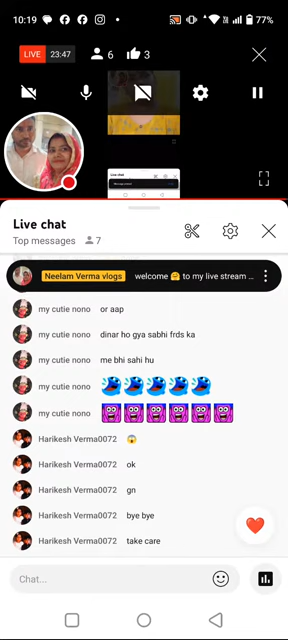 10:19 77%
LIVE 23:47 6 3
Live chat
Top messages 7
Neelam Verma vlogs welcome 🤗 to my live stream ...
my cutie nono or aap
my cutie nono dinar ho gya sabhi frds ka
my cutie nono me bhi sahi hu
my cutie nono
my cutie nono
Harikesh Verma0072 😱
Harikesh Verma0072 ok
Harikesh Verma0072 gn
Harikesh Verma0072 bye bye
Harikesh Verma0072 take care
Chat...